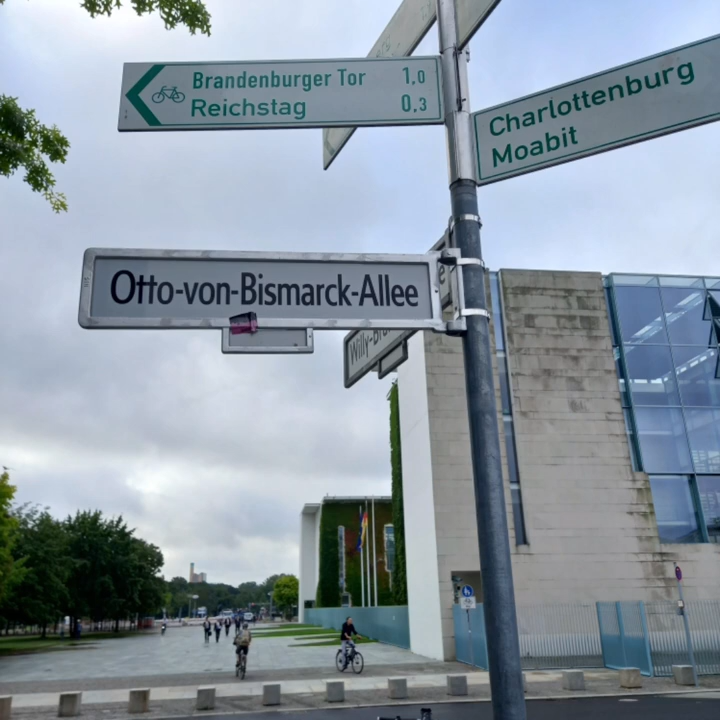 Brandenburger Tor 1.0
Reichstag 0.3
Charlottenburg
Moabit
Otto-von-Bismarck-Allee